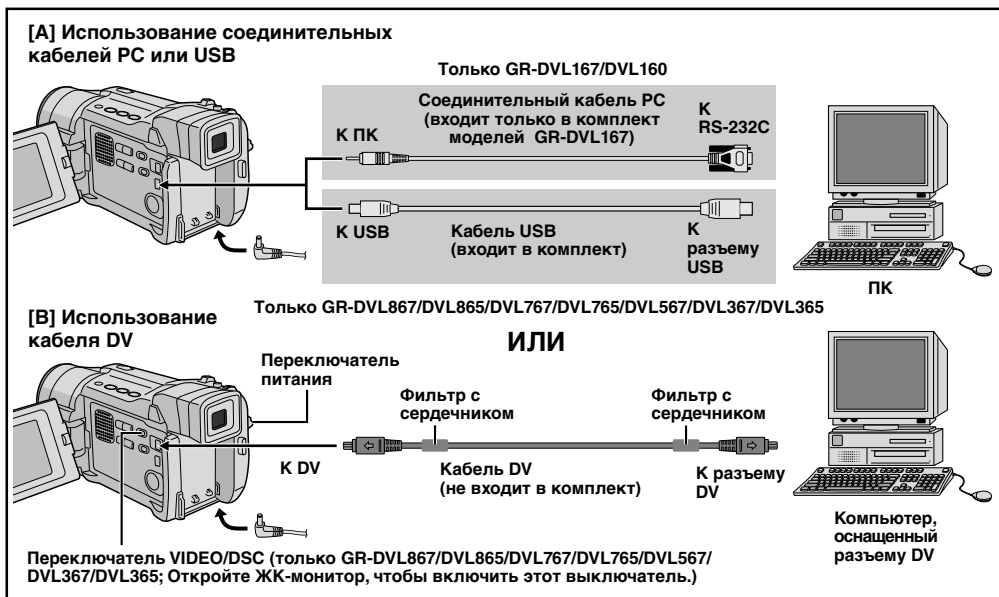 [A] Использование соединительных
кабелей PC или USB
Только GR-DVL167/DVL160
Соединительный кабель PC
(входит только в комплект
моделей GR-DVL167)
К ПК
К
RS-232C
К USB
Кабель USB
(входит в комплект)
К
разъему
USB
ПК
Только GR-DVL867/DVL865/DVL767/DVL765/DVL567/DVL367/DVL365
[B] Использование
кабеля DV
ИЛИ
Переключатель
питания
Фильтр с
сердечником
Фильтр с
сердечником
К DV
Кабель DV
(не входит в комплект)
К разъему
DV
Компьютер,
оснащенный
разъему DV
Переключатель VIDEO/DSC (только GR-DVL867/DVL865/DVL767/DVL765/DVL567/
DVL367/DVL365; Откройте ЖК-монитор, чтобы включить этот выключатель.)